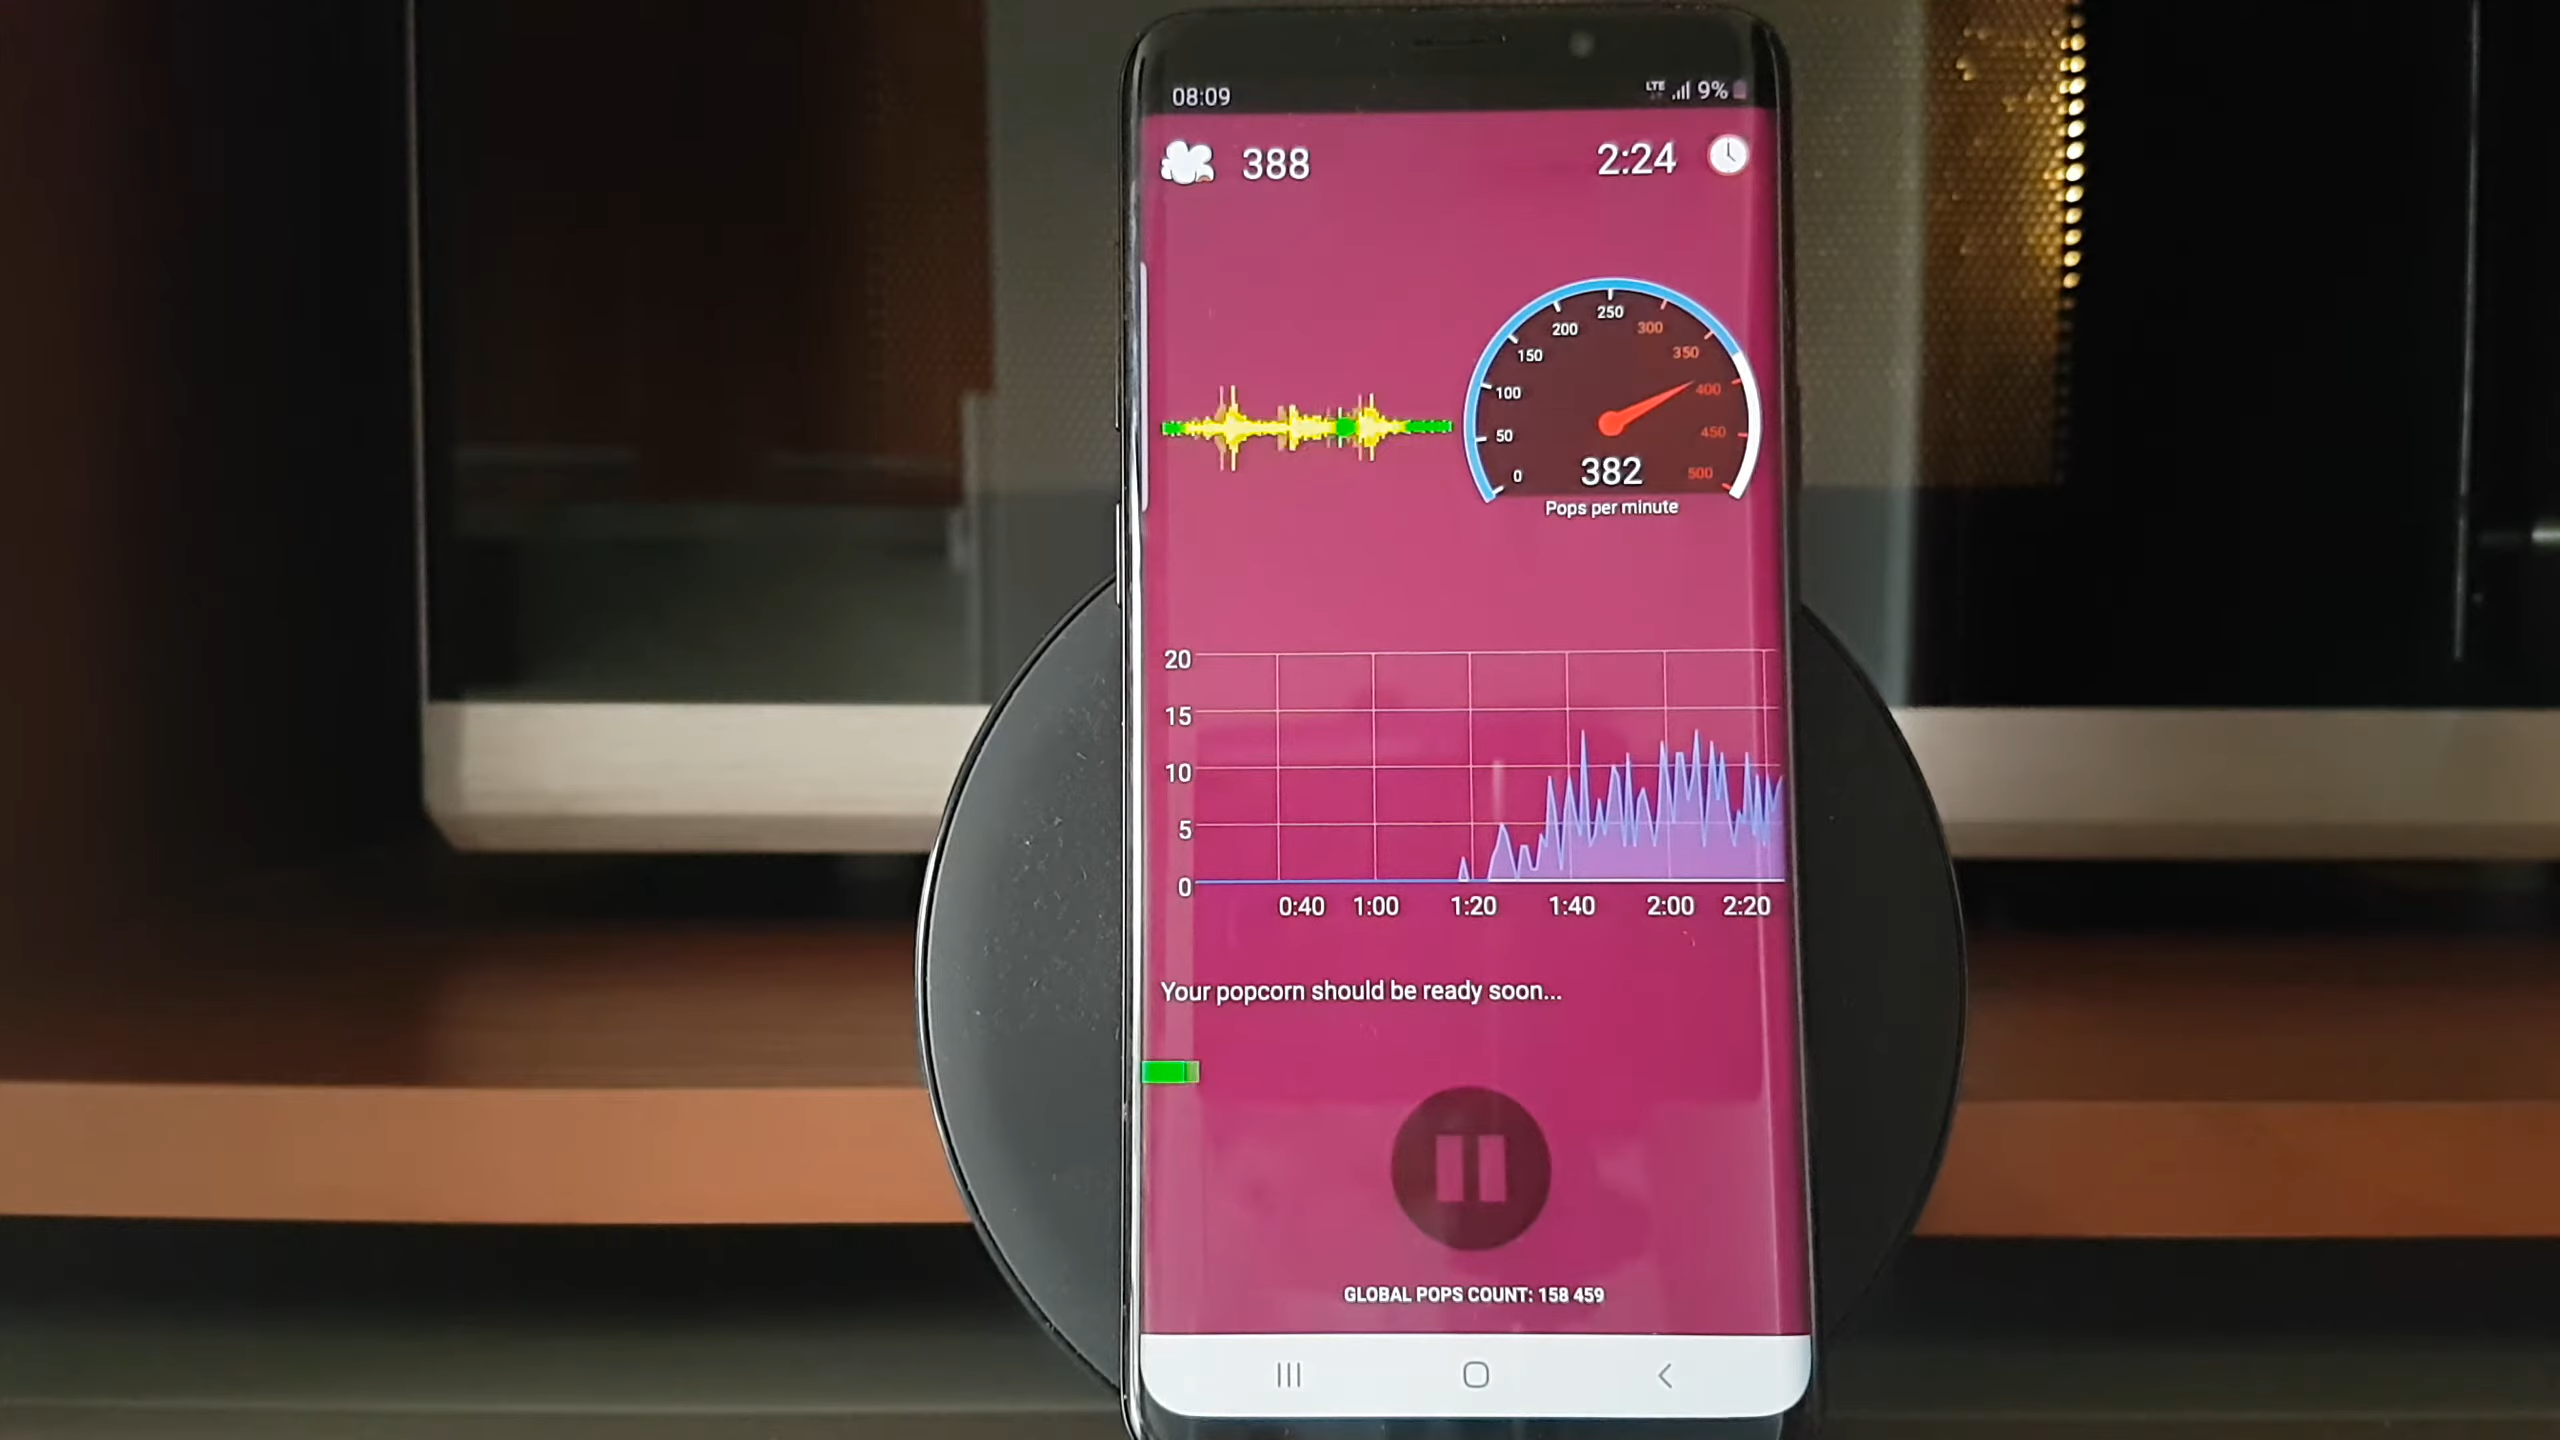 08:09 LTE 9%
388 2:24
250
200 300
150 350
100 400
50 450
0 500
382
Pops per minute
20
15
10
5
0
0:40 1:00 1:20 1:40 2:00 2:20
Your popcorn should be ready soon...
GLOBAL POPS COUNT: 158 459